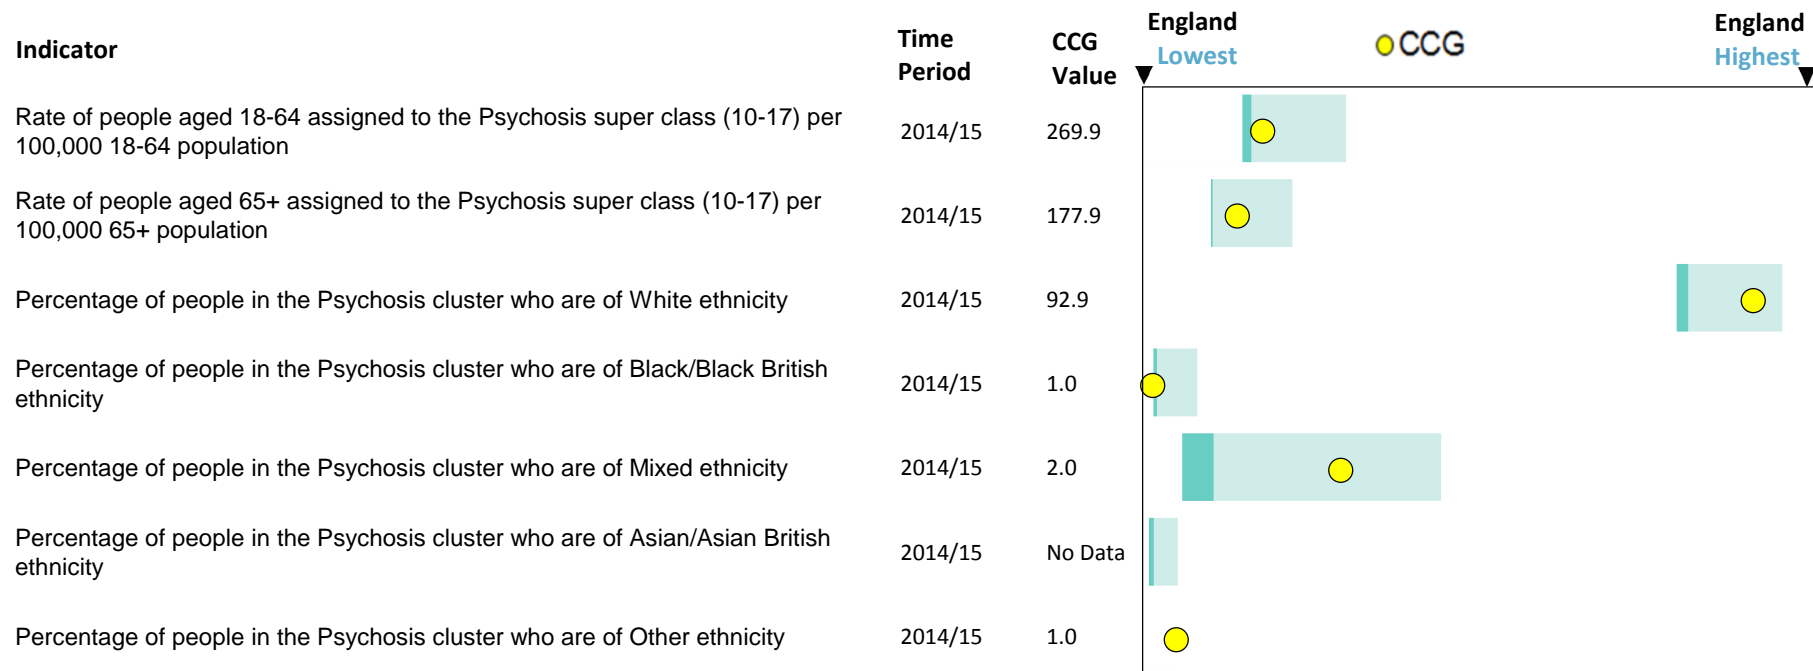 Indicator
Time Period
CCG Value
England Lowest
CCG
England Highest
Rate of people aged 18-64 assigned to the Psychosis super class (10-17) per
100,000 18-64 population
2014/15
269.9
Rate of people aged 65+ assigned to the Psychosis super class (10-17) per
100,000 65+ population
2014/15
177.9
Percentage of people in the Psychosis cluster who are of White ethnicity
2014/15
92.9
Percentage of people in the Psychosis cluster who are of Black/Black British
ethnicity
2014/15
1.0
Percentage of people in the Psychosis cluster who are of Mixed ethnicity
2014/15
2.0
Percentage of people in the Psychosis cluster who are of Asian/Asian British
ethnicity
2014/15
No Data
Percentage of people in the Psychosis cluster who are of Other ethnicity
2014/15
1.0